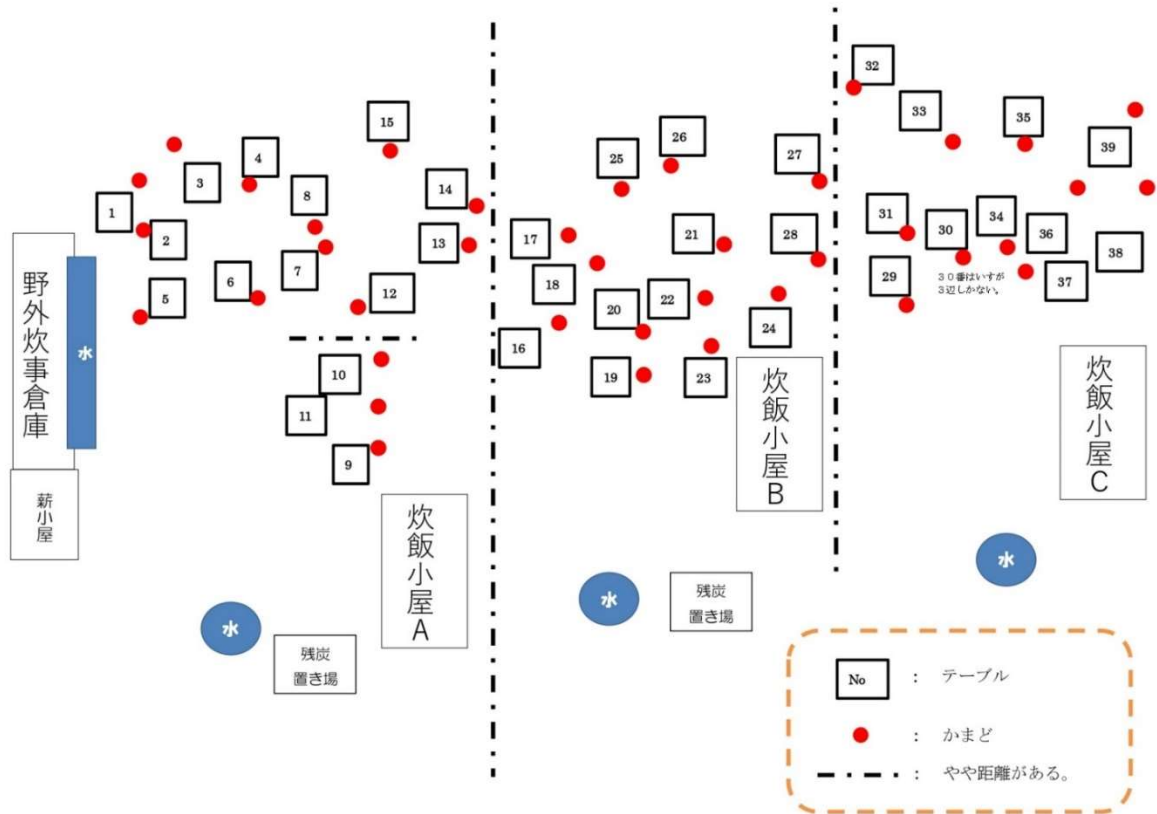 32
33
35
39
31
30
34
36
38
29
37
30番はいすが
3辺しかない。
26
25
27
17
21
28
18
22
20
24
16
19
23
15
4
3
8
14
1
2
13
7
6
5
12
10
11
9
野外炊事倉庫
水
薪小屋
炊飯小屋A
炊飯小屋B
炊飯小屋C
水
残炭
置き場
水
残炭
置き場
水
No : テーブル
: かまど
: やや距離がある。